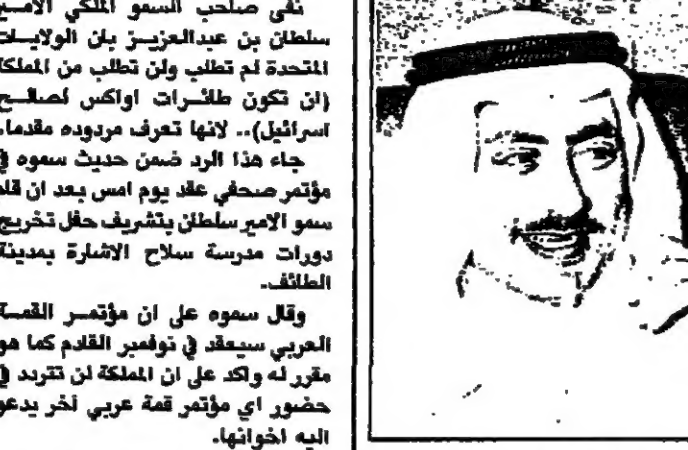 نفى صاحب السمو الملكي الامير
سلطان بن عبدالعزيز بان الولايات
المتحدة لم تطلب ولن تطلب من المملكة
(ان تكون طائرات اواكس لصالح
اسرائيل).. لانها تعرف مردوده مقدما.
جاء هذا الرد ضمن حديث سموه في
مؤتمر صحفي عقد يوم امس بعد ان قام
سمو الامير سلطان بتشريف حفل تخريج
دورات مدرسة سلاح الاشارة بمدينة
الطائف.
وقال سموه على ان مؤتمر القمة
العربي سيعقد في نوفمبر القادم كما هو
مقرر له واكد على ان المملكة لن تتردد في
حضور اي مؤتمر قمة عربي آخر يدعو
اليه اخوانها.